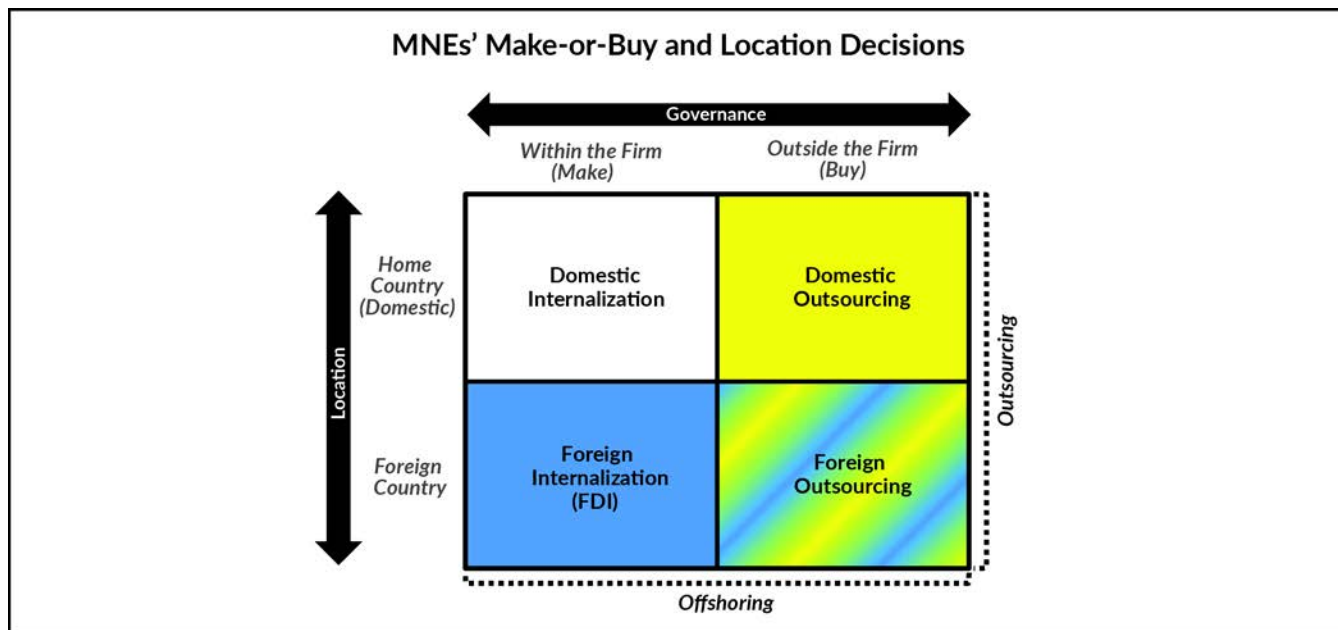 MNEs' Make-or-Buy and Location Decisions
Governance
Within the Firm
(Make)
Outside the Firm
(Buy)
Location
Home
Country
(Domestic)
Domestic
Internalization
Domestic
Outsourcing
Outsourcing
Foreign
Country
Foreign
Internalization
(FDI)
Foreign
Outsourcing
Offshoring